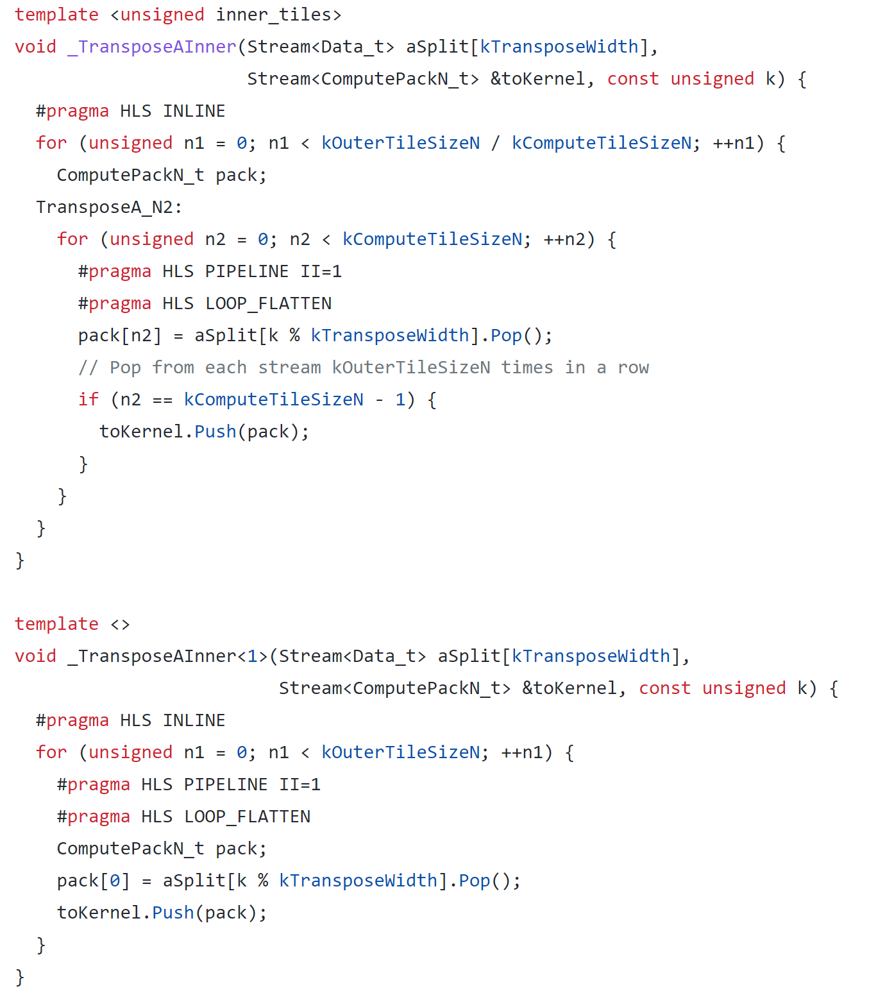 template <unsigned inner_tiles>
void _TransposeAInner(Stream<Data_t> aSplit[kTransposeWidth],
                      Stream<ComputePackN_t> &toKernel, const unsigned k) {
  #pragma HLS INLINE
  for (unsigned n1 = 0; n1 < kOuterTileSizeN / kComputeTileSizeN; ++n1) {
    ComputePackN_t pack;
  TransposeA_N2:
    for (unsigned n2 = 0; n2 < kComputeTileSizeN; ++n2) {
      #pragma HLS PIPELINE II=1
      #pragma HLS LOOP_FLATTEN
      pack[n2] = aSplit[k % kTransposeWidth].Pop();
      // Pop from each stream kOuterTileSizeN times in a row
      if (n2 == kComputeTileSizeN - 1) {
        toKernel.Push(pack);
      }
    }
  }
}

template <>
void _TransposeAInner<1>(Stream<Data_t> aSplit[kTransposeWidth],
                         Stream<ComputePackN_t> &toKernel, const unsigned k) {
  #pragma HLS INLINE
  for (unsigned n1 = 0; n1 < kOuterTileSizeN; ++n1) {
    #pragma HLS PIPELINE II=1
    #pragma HLS LOOP_FLATTEN
    ComputePackN_t pack;
    pack[0] = aSplit[k % kTransposeWidth].Pop();
    toKernel.Push(pack);
  }
}